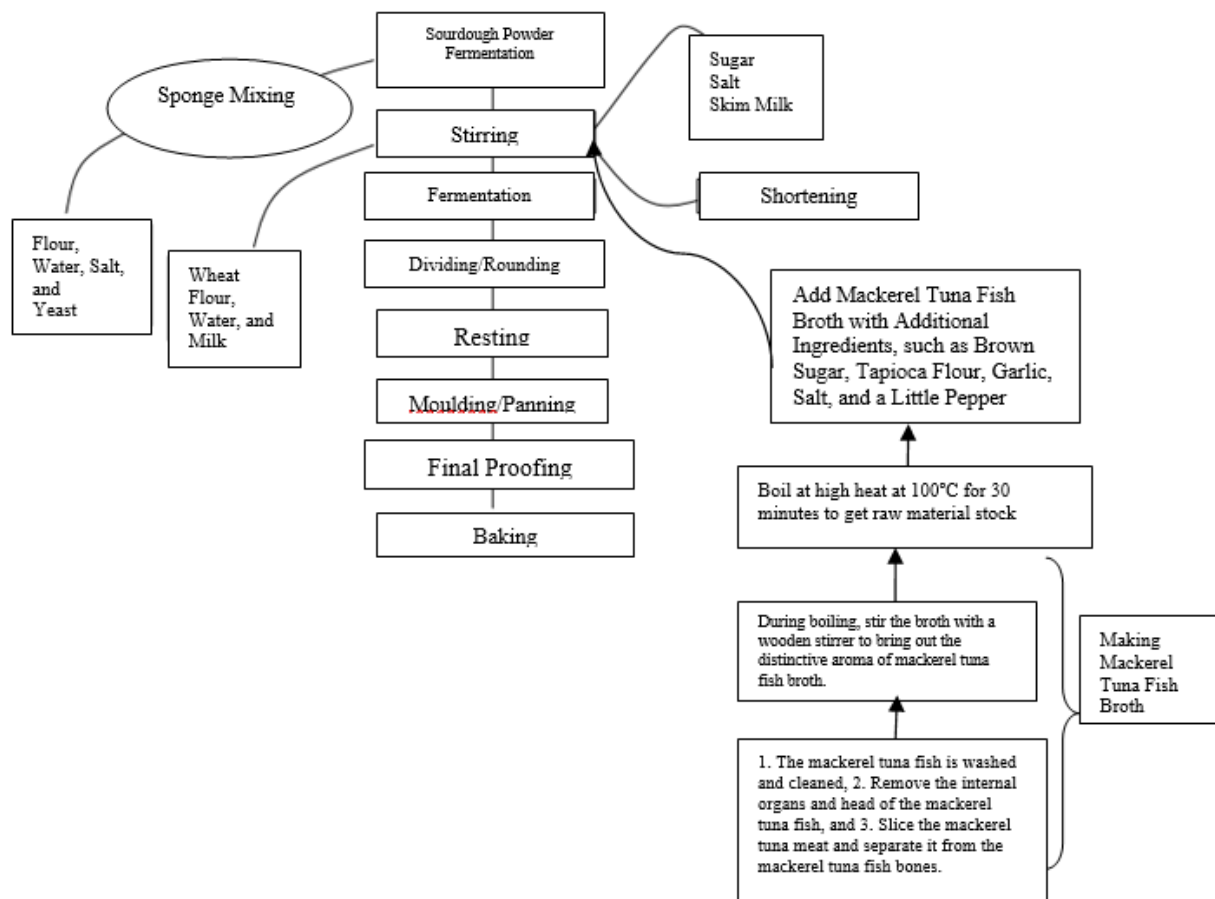 Sourdough Powder
Fermentation
Sponge Mixing
Sugar
Salt
Skim Milk
Stirring
Fermentation
Shortening
Flour,
Water, Salt,
and
Yeast
Wheat
Flour,
Water, and
Milk
Dividing/Rounding
Resting
Moulding/Panning
Final Proofing
Baking
Add Mackerel Tuna Fish
Broth with Additional
Ingredients, such as Brown
Sugar, Tapioca Flour, Garlic,
Salt, and a Little Pepper
Boil at high heat at 100°C for 30
minutes to get raw material stock
During boiling, stir the broth with a
wooden stirrer to bring out the
distinctive aroma of mackerel tuna
fish broth.
Making
Mackerel
Tuna Fish
Broth
1. The mackerel tuna fish is washed
and cleaned, 2. Remove the internal
organs and head of the mackerel
tuna fish, and 3. Slice the mackerel
tuna meat and separate it from the
mackerel tuna fish bones.